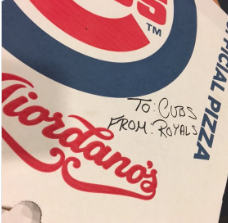 TM
OFFICIAL PIZZA
TO: CUBS
FROM: ROYALS
Giordano's